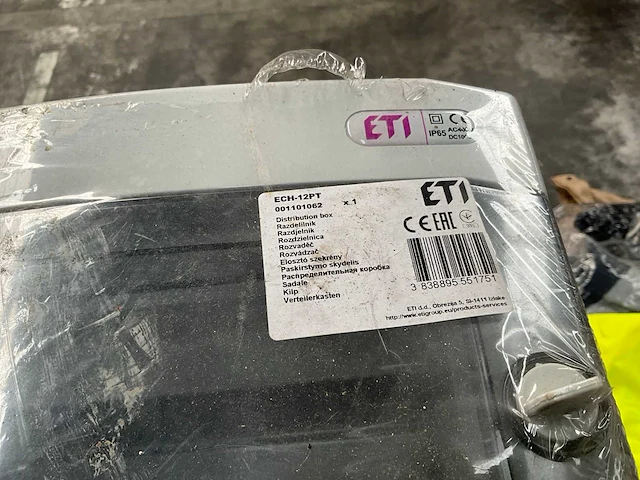 ETI
IP65
ECH-12PT
001101062 x 1
ETI
Distribution box
Razdelilnik
Razdjelnik
Rozdzielnica
Rozvaděč
Rozvádzač
Elosztó szekrény
Paskirstymo skydelis
Распределительная коробка
Sadale
Kilp
Verteilerkasten
CE EAC
3 838895 551751
ETI d.d., Obrezija 5, SI-1411 Izlake
http://www.etigroup.eu/products-services